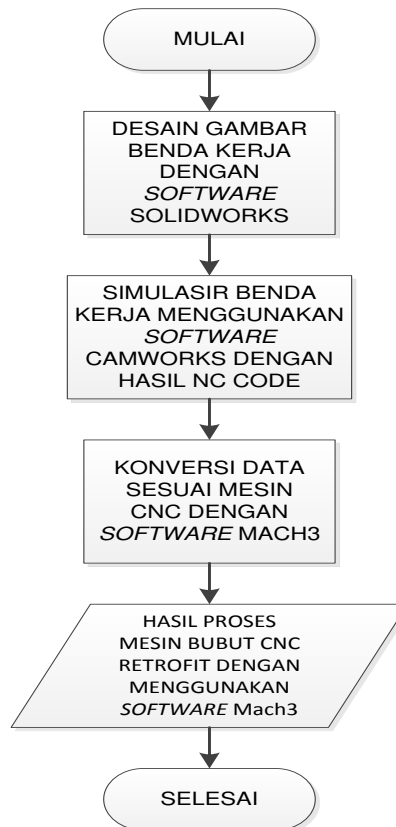 MULAI
DESAIN GAMBAR
BENDA KERJA
DENGAN
SOFTWARE
SOLIDWORKS
SIMULASIR BENDA
KERJA MENGGUNAKAN
SOFTWARE
CAMWORKS DENGAN
HASIL NC CODE
KONVERSI DATA
SESUAI MESIN
CNC DENGAN
SOFTWARE MACH3
HASIL PROSES
MESIN BUBUT CNC
RETROFIT DENGAN
MENGGUNAKAN
SOFTWARE Mach3
SELESAI